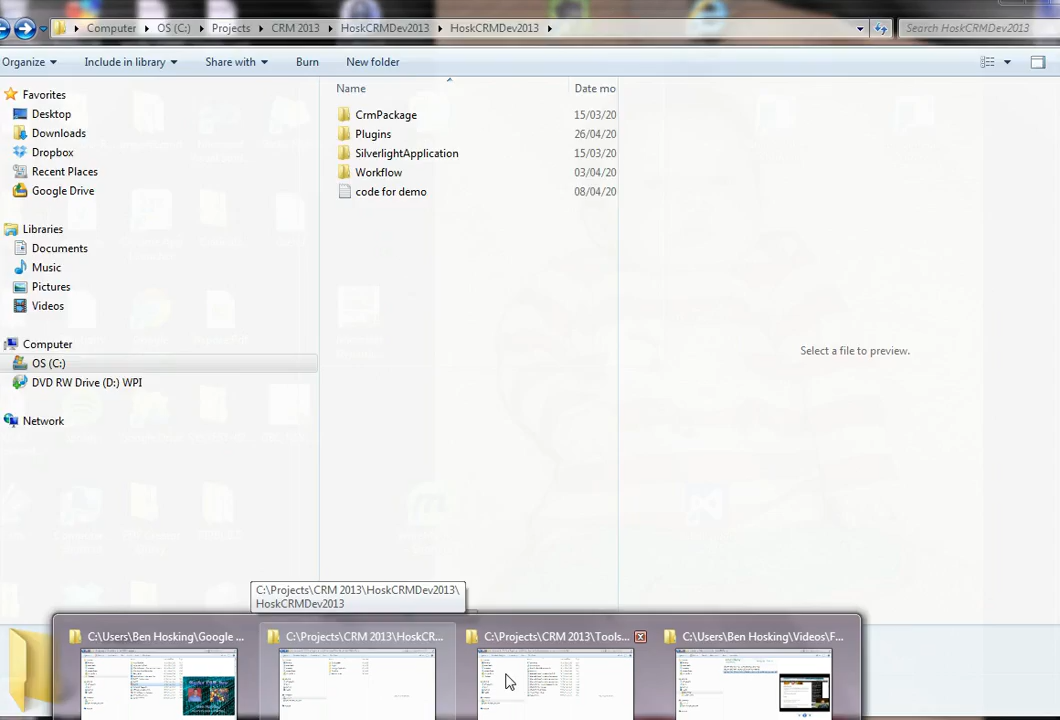 Computer OS (C:) Projects CRM 2013 HoskCRMDev2013 HoskCRMDev2013 Search HoskCRMDev2013
Organize Include in library Share with Burn New folder
Favorites
Desktop
Downloads
Dropbox
Recent Places
Google Drive
Libraries
Documents
Music
Pictures
Videos
Computer
OS (C:)
DVD RW Drive (D:) WPI
Network
Name Date mo
CrmPackage 15/03/20
Plugins 26/04/20
SilverlightApplication 15/03/20
Workflow 03/04/20
code for demo 08/04/20
Select a file to preview.
C:\Projects\CRM 2013\HoskCRMDev2013\
HoskCRMDev2013
C:\Users\Ben Hosking\Google ... C:\Projects\CRM 2013\HoskCR... C:\Projects\CRM 2013\Tools... C:\Users\Ben Hosking\Videos\F...